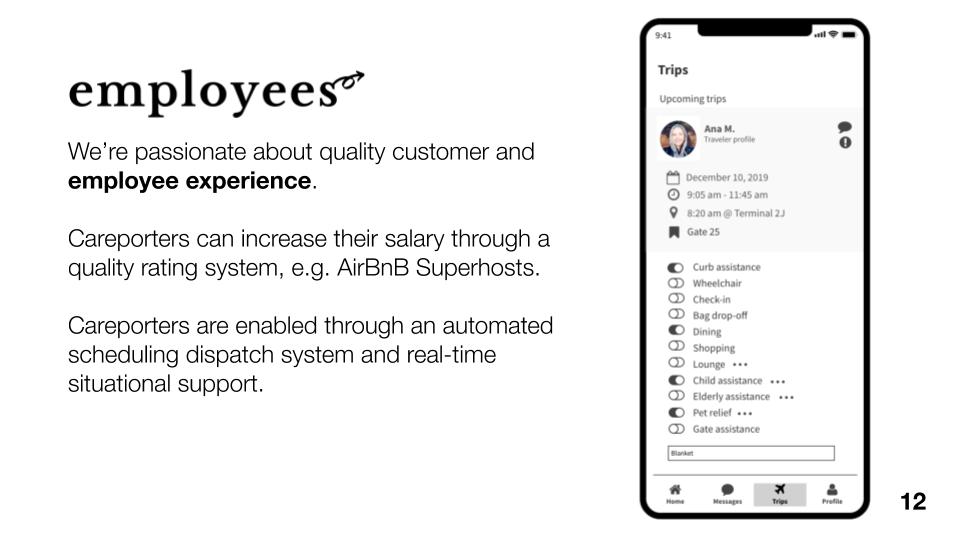 employees
We’re passionate about quality customer and
employee experience.
Careporters can increase their salary through a
quality rating system, e.g. AirBnB Superhosts.
Careporters are enabled through an automated
scheduling dispatch system and real-time
situational support.
9:41
Trips
Upcoming trips
Ana M.
Traveler profile
December 10, 2019
9:05 am - 11:45 am
8:20 am @ Terminal 2J
Gate 25
Curb assistance
Wheelchair
Check-in
Bag drop-off
Dining
Shopping
Lounge •••
Child assistance •••
Elderly assistance •••
Pet relief •••
Gate assistance
Blanket
Home Messages Trips Profile
12